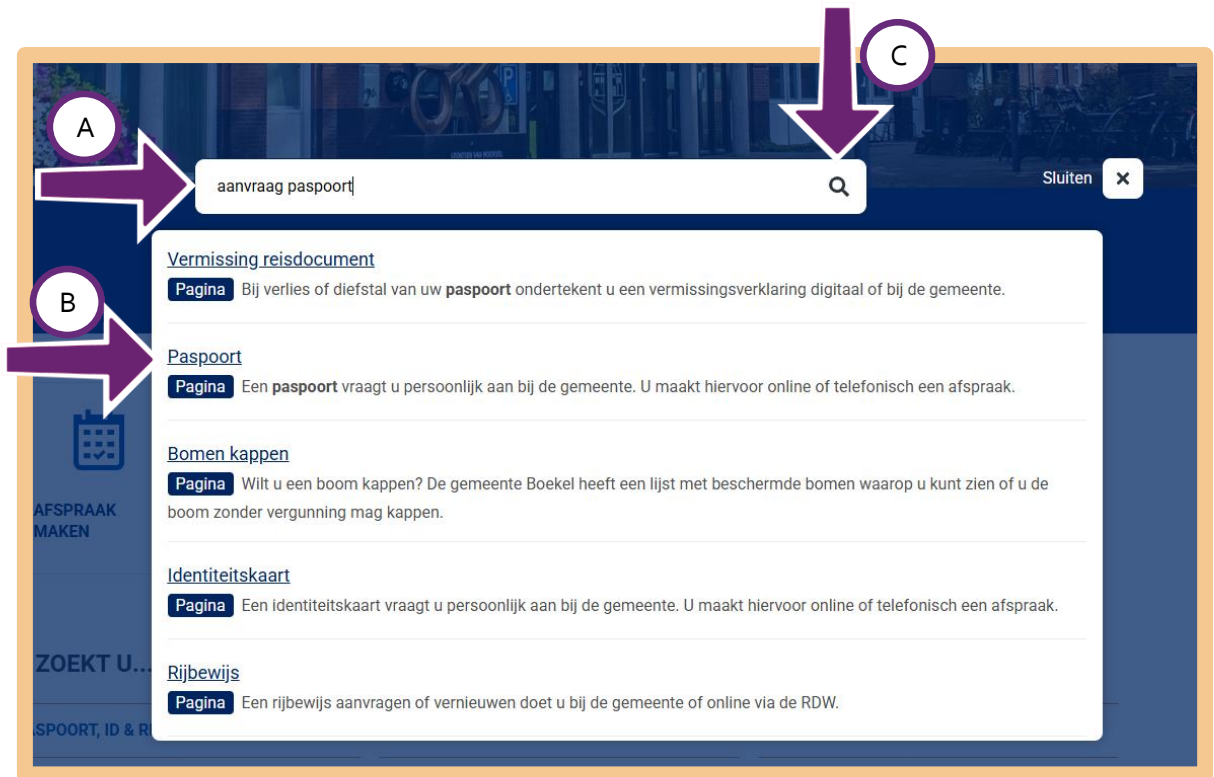 C
A
aanvraag paspoort
Sluiten
Vermissing reisdocument
Pagina Bij verlies of diefstal van uw paspoort ondertekent u een vermissingsverklaring digitaal of bij de gemeente.
B
Paspoort
Pagina Een paspoort vraagt u persoonlijk aan bij de gemeente. U maakt hiervoor online of telefonisch een afspraak.
Bomen kappen
Pagina Wilt u een boom kappen? De gemeente Boekel heeft een lijst met beschermde bomen waarop u kunt zien of u de
boom zonder vergunning mag kappen.
AFSPRAAK
MAKEN
Identiteitskaart
Pagina Een identiteitskaart vraagt u persoonlijk aan bij de gemeente. U maakt hiervoor online of telefonisch een afspraak.
ZOEKT U...
Rijbewijs
Pagina Een rijbewijs aanvragen of vernieuwen doet u bij de gemeente of online via de RDW.
ASPOORT, ID & R